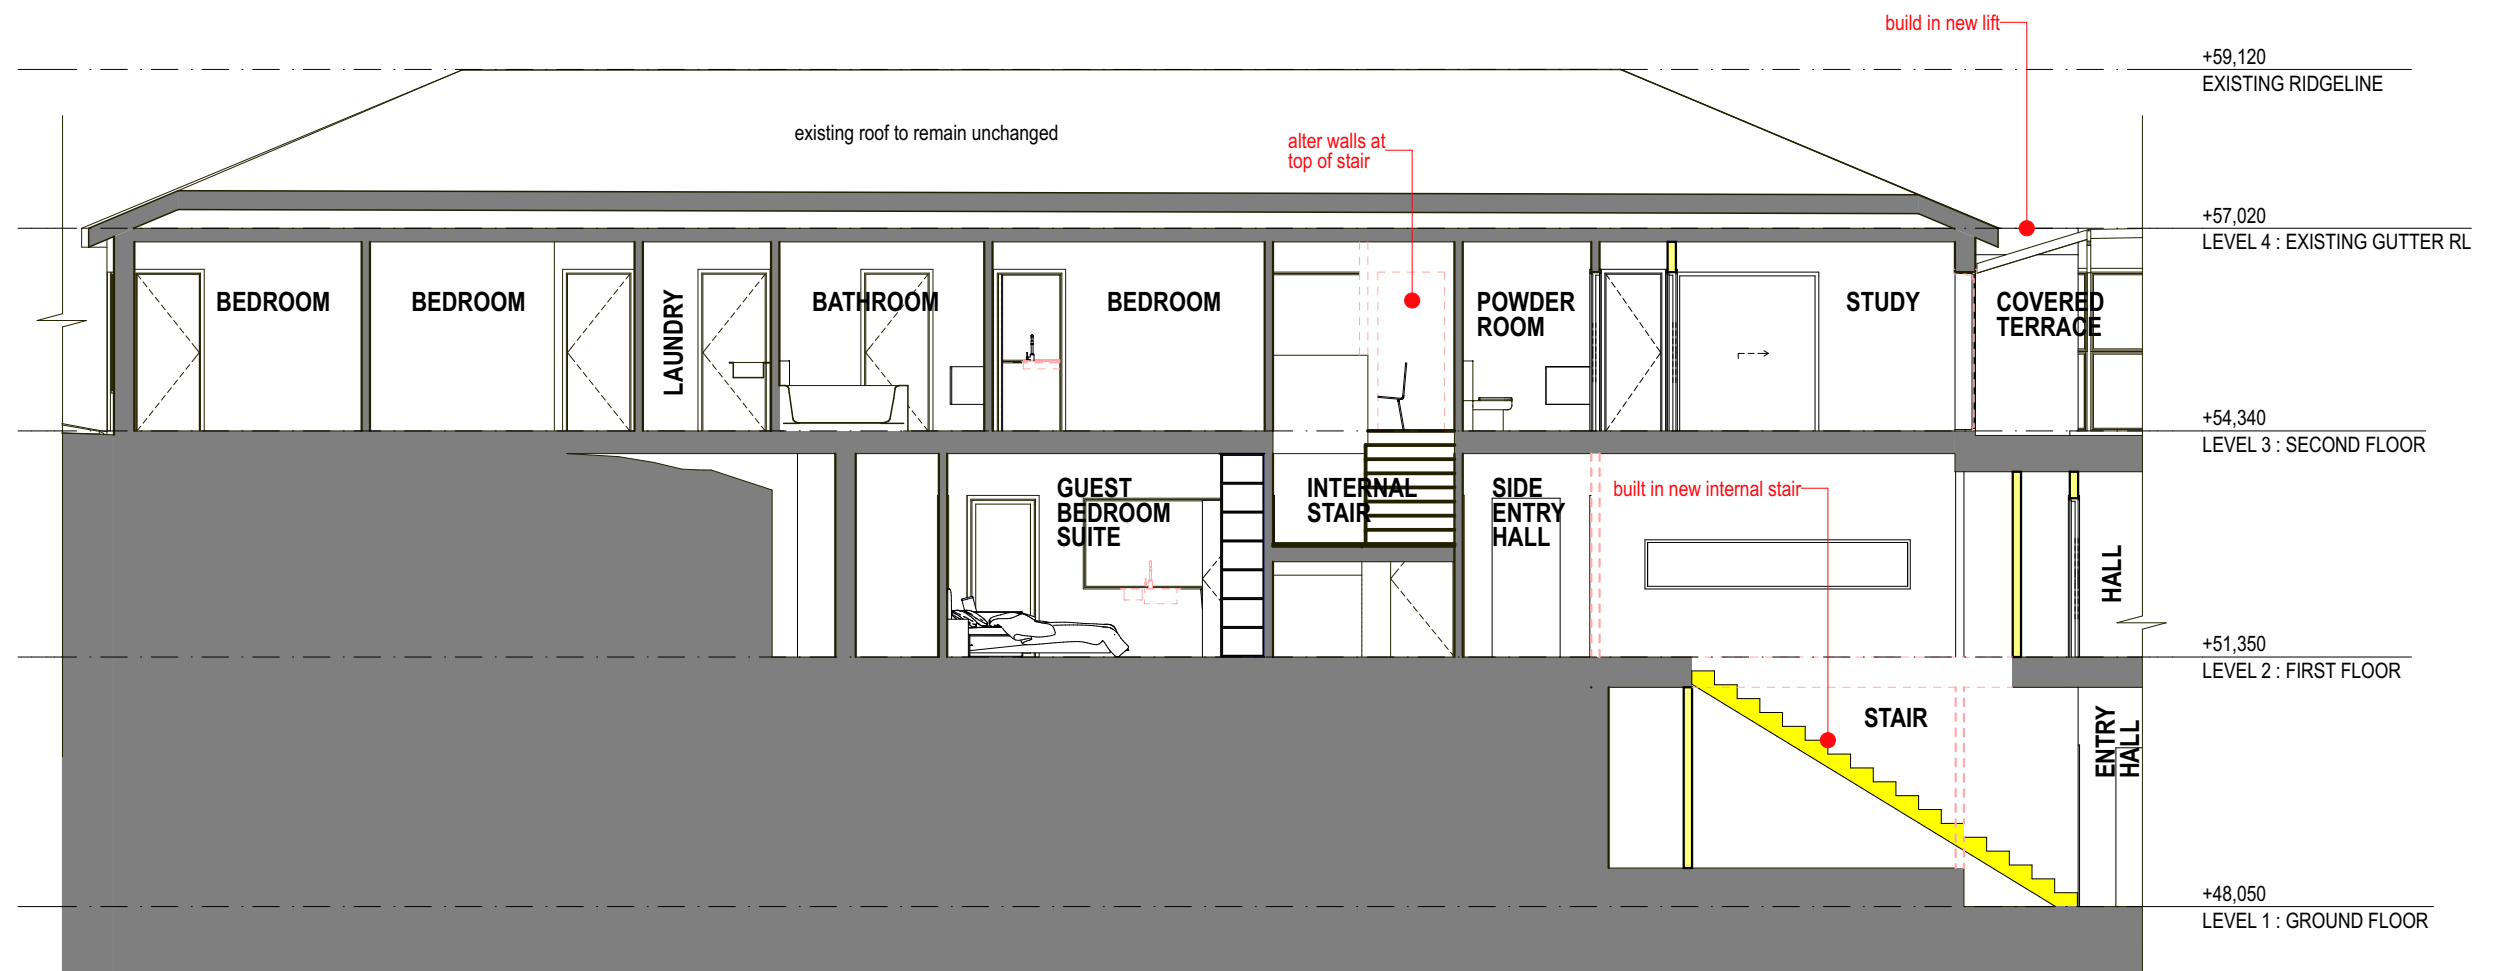 build in new lift
+59,120
EXISTING RIDGELINE
existing roof to remain unchanged
alter walls at
top of stair
+57,020
LEVEL 4 : EXISTING GUTTER RL
BEDROOM
BEDROOM
LAUNDRY
BATHROOM
BEDROOM
POWDER
ROOM
STUDY
COVERED
TERRACE
+54,340
LEVEL 3 : SECOND FLOOR
GUEST
BEDROOM
SUITE
INTERNAL
STAIR
SIDE
ENTRY
HALL
built in new internal stair
HALL
+51,350
LEVEL 2 : FIRST FLOOR
STAIR
ENTRY
HALL
+48,050
LEVEL 1 : GROUND FLOOR